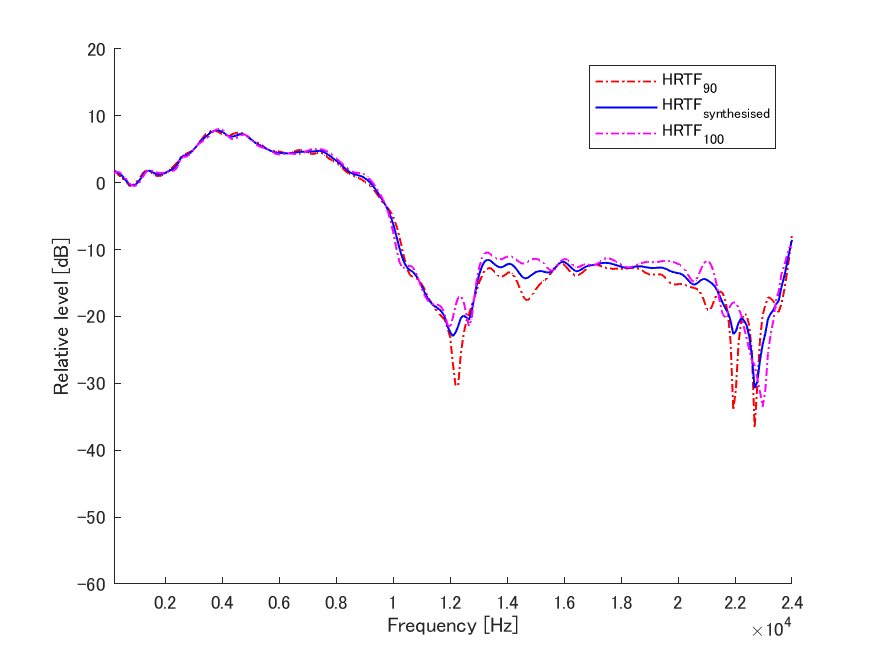 20
10
0
-10
-20
-30
-40
-50
-60
Relative level [dB]
HRTF90
HRTFsynthesised
HRTF100
0.2 0.4 0.6 0.8 1 1.2 1.4 1.6 1.8 2 2.2 2.4
Frequency [Hz]
×10^4